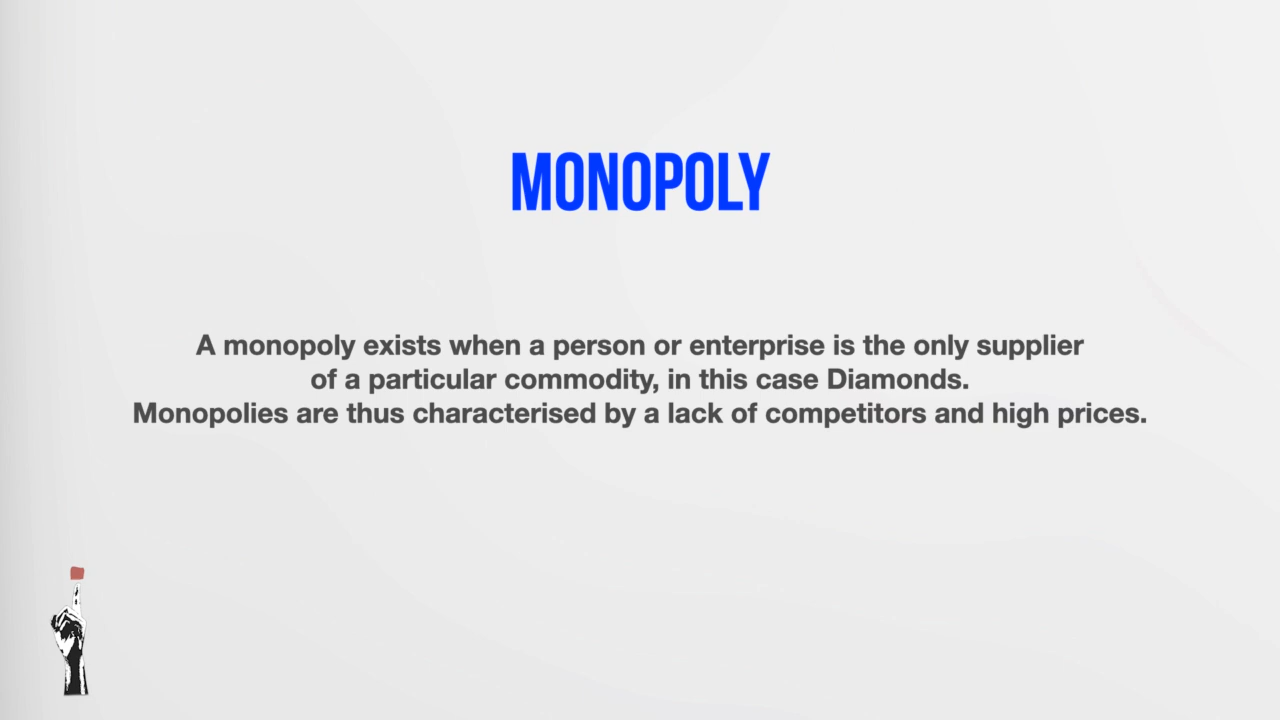 MONOPOLY
A monopoly exists when a person or enterprise is the only supplier
of a particular commodity, in this case Diamonds.
Monopolies are thus characterised by a lack of competitors and high prices.